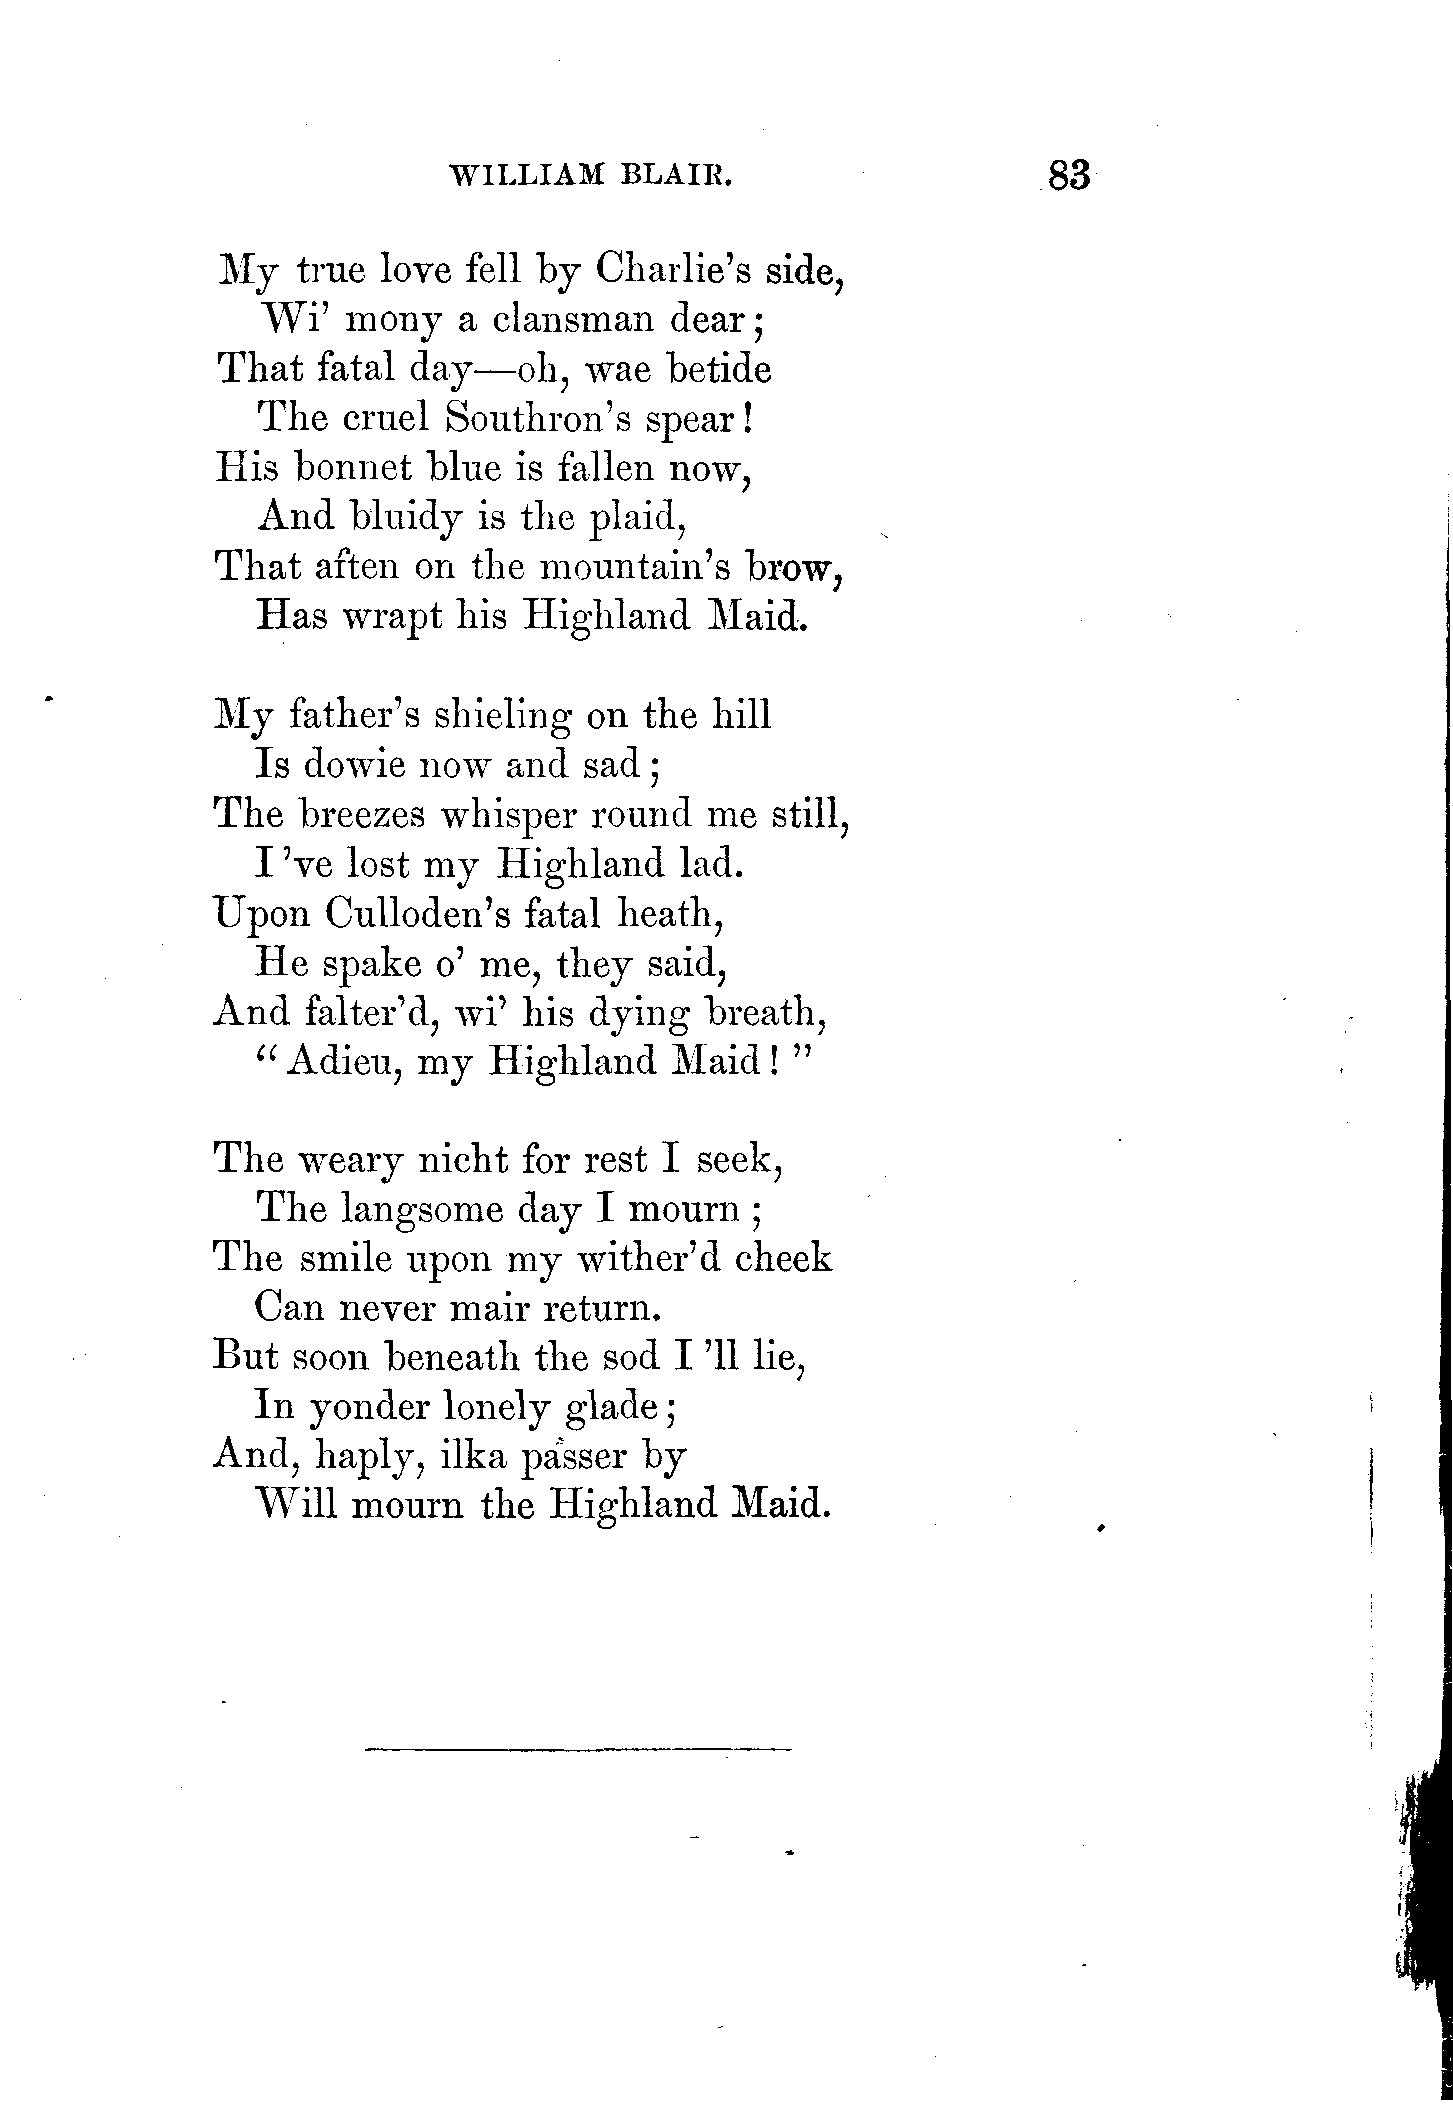 WILLIAM BLAIR. 83
My true love fell by Charlie's side,
Wi' mony a clansman dear;
That fatal day—oh, wae betide
The cruel Southron's spear!
His bonnet blue is fallen now,
And bluidy is the plaid,
That aften on the mountain's brow,
Has wrapt his Highland Maid.
My father's shieling on the hill
Is dowie now and sad;
The breezes whisper round me still,
I 've lost my Highland lad.
Upon Culloden's fatal heath,
He spake o' me, they said,
And falter'd, wi' his dying breath,
"Adieu, my Highland Maid!"
The weary nicht for rest I seek,
The langsome day I mourn;
The smile upon my wither'd cheek
Can never mair return.
But soon beneath the sod I 'll lie,
In yonder lonely glade;
And, haply, ilka passer by
Will mourn the Highland Maid.